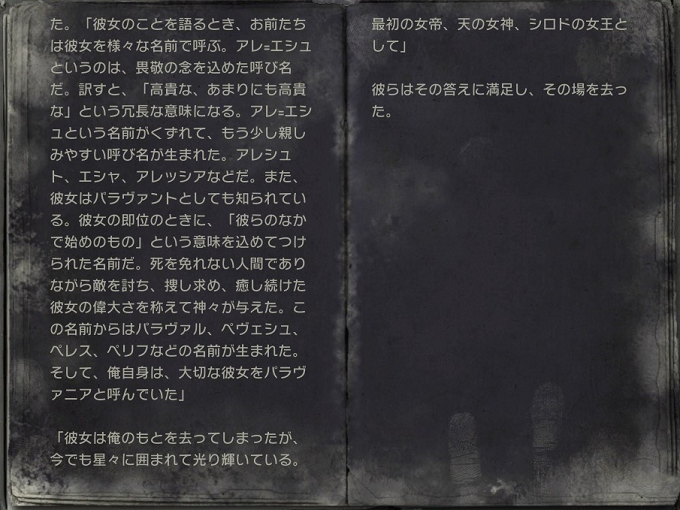 た。「彼女のことを語るとき、お前たち
は彼女を様々な名前で呼ぶ。アレ=エシュ
というのは、畏敬の念を込めた呼び名
だ。訳すと、「高貴な、あまりにも高貴
な」という冗長な意味になる。アレ=エシ
ュという名前がくずれて、もう少し親し
みやすい呼び名が生まれた。アレシュ
ト、エシャ、アレッシアなどだ。また、
彼女はパラヴァントとしても知られてい
る。彼女の即位のときに、「彼らのなか
で始めのもの」という意味を込めてつけ
られた名前だ。死を免れない人間であり
ながら敵を討ち、捜し求め、癒し続けた
彼女の偉大さを称えて神々が与えた。こ
の名前からはパラヴァル、ペヴェシュ、
ペレス、ペリフなどの名前が生まれた。
そして、俺自身は、大切な彼女をパラヴ
ァニアと呼んでいた」
「彼女は俺のもとを去ってしまったが、
今でも星々に囲まれて光り輝いている。
最初の女帝、天の女神、シロドの女王と
して」
彼らはその答えに満足し、その場を去っ
た。